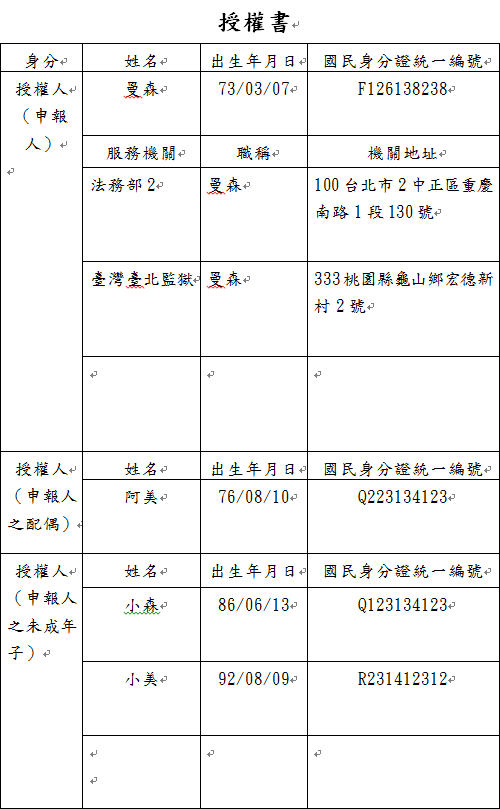 授權書
身分 姓名 出生年月日 國民身分證統一編號
授權人（申報人） 曼森 73/03/07 F126138238
服務機關 職稱 機關地址
法務部2 曼森 100台北市2中正區重慶
南路1段130號
臺灣臺北監獄 曼森 333桃園縣龜山鄉宏德新
村2號
授權人 姓名 出生年月日 國民身分證統一編號
（申報人 阿美 76/08/10 Q223134123
之配偶）
授權人 姓名 出生年月日 國民身分證統一編號
（申報人 小森 86/06/13 Q123134123
之未成年
子） 小美 92/08/09 R231412312